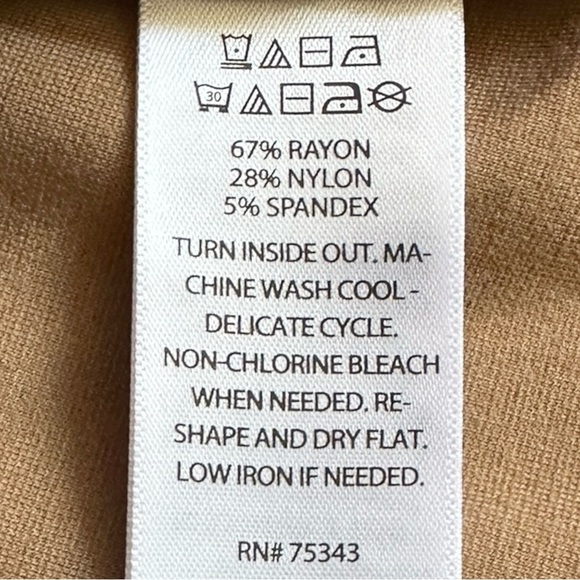 30
67% RAYON
28% NYLON
5% SPANDEX
TURN INSIDE OUT. MA-
CHINE WASH COOL -
DELICATE CYCLE.
NON-CHLORINE BLEACH
WHEN NEEDED. RE-
SHAPE AND DRY FLAT.
LOW IRON IF NEEDED.
RN# 75343